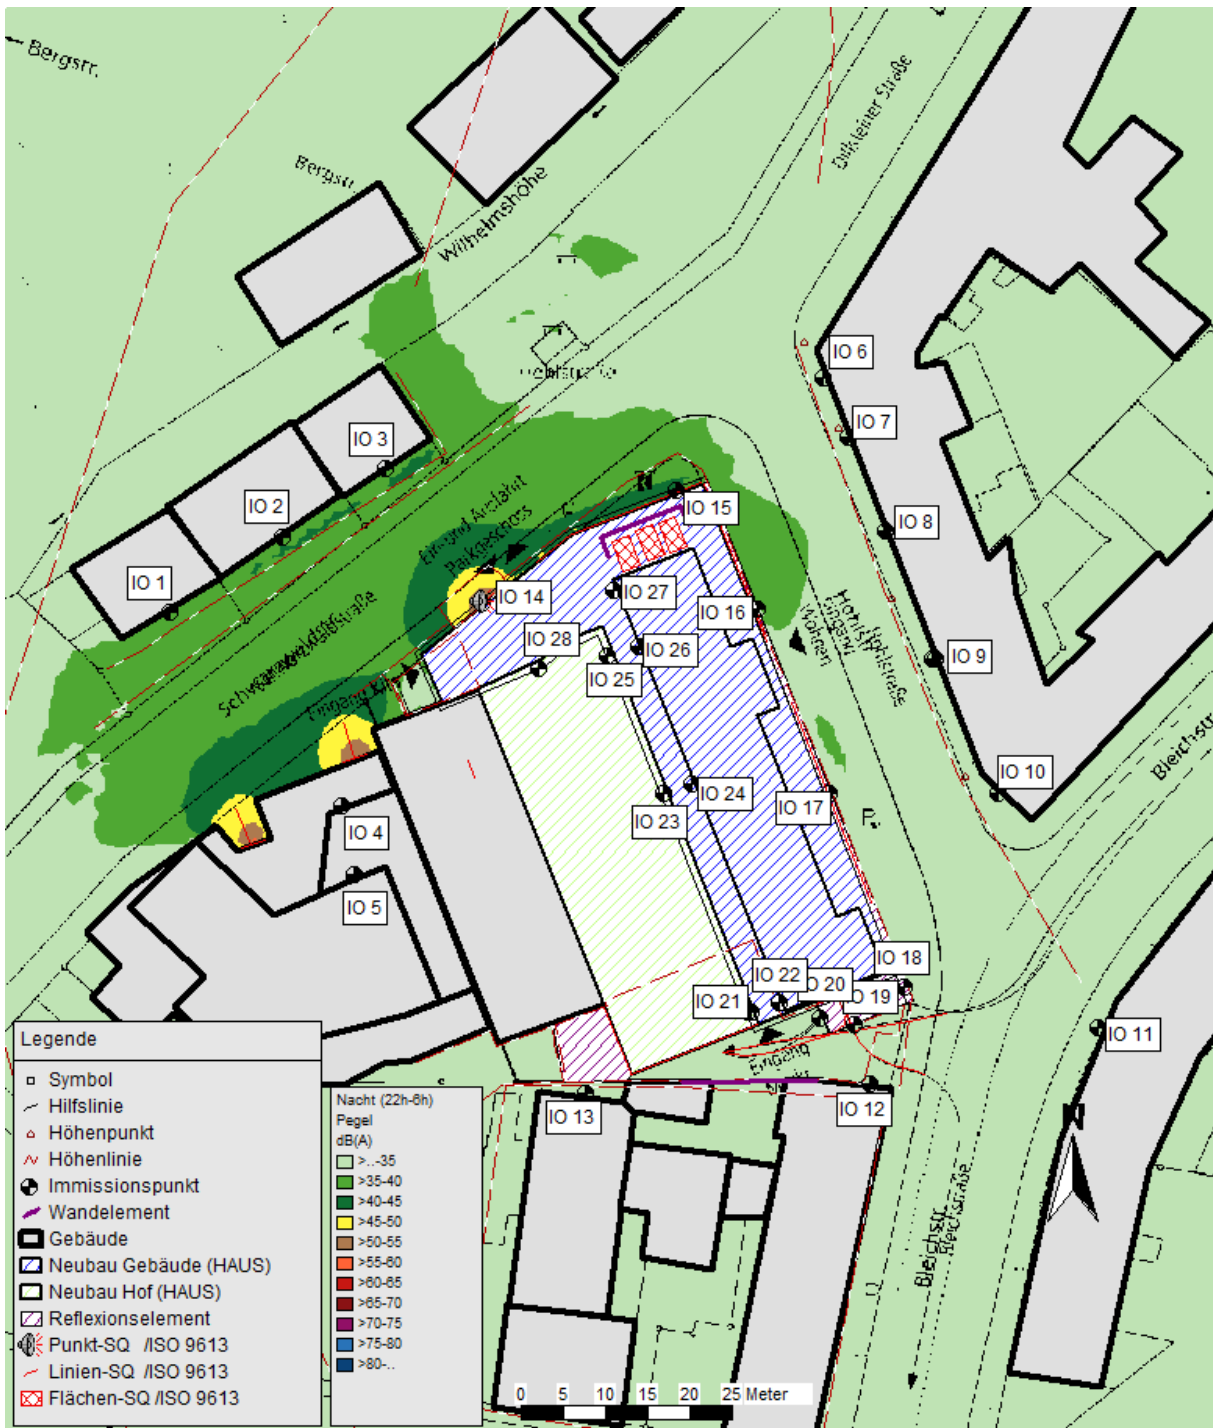 Bergstr.
Bergstr.
Wilhelmshöhe
Dillsteiner Straße
IO 6
IO 7
IO 3
IO 2
IO 8
IO 15
Ein- und Ausfahrt
Parkgeschoss
IO 1
IO 14
IO 27
IO 16
IO 28
IO 26
IO 25
Eingang
Wohnen
IO 9
IO 10
Bleichstr.
IO 24
IO 17
IO 23
IO 4
IO 5
IO 18
IO 22
IO 20
IO 19
IO 21
IO 11
Eingang
IO 12
IO 13
Bleichstr.
Bleichstraße
N
Legende
Symbol
Hilfslinie
Höhenpunkt
Höhenlinie
Immissionspunkt
Wandelement
Gebäude
Neubau Gebäude (HAUS)
Neubau Hof (HAUS)
Reflexionselement
Punkt-SQ /ISO 9613
Linien-SQ /ISO 9613
Flächen-SQ /ISO 9613
Nacht (22h-6h)
Pegel
dB(A)
>..-35
>35-40
>40-45
>45-50
>50-55
>55-60
>60-65
>65-70
>70-75
>75-80
>80-..
0 5 10 15 20 25 Meter